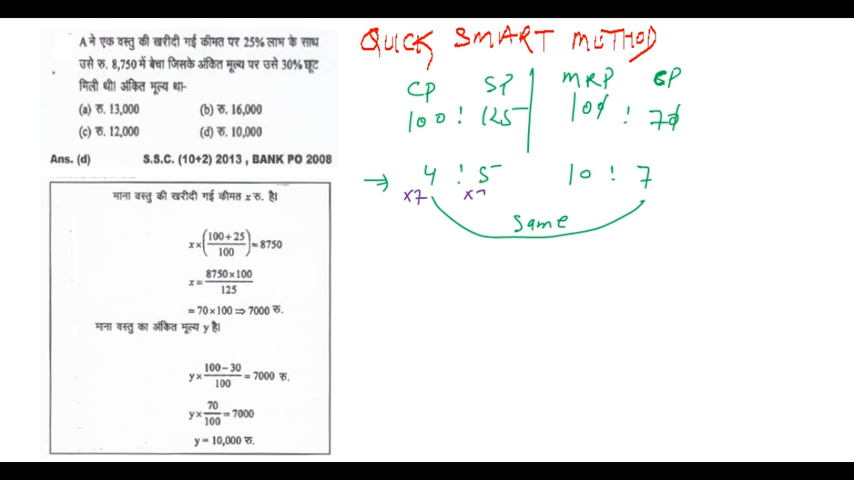 A ने एक वस्तु की खरीदी गई कीमत पर 25% लाभ के साथ
उसे रु. 8,750 में बेचा जिसके अंकित मूल्य पर उसे 30% छूट
मिली थी। अंकित मूल्य था-
(a) रु. 13,000 (b) रु. 16,000
(c) रु. 12,000 (d) रु. 10,000
Ans. (d) S.S.C. (10+2) 2013 , BANK PO 2008
माना वस्तु की खरीदी गई कीमत x रु. है।
x×(100+25/100)=8750
x= 8750×100/125
=70×100 ⇒ 7000 रु.
माना वस्तु का अंकित मूल्य y है।
y× 100−30/100 = 7000 रु.
y× 70/100 =7000
y = 10,000 रु.
QUICK SMART METHOD
CP SP MRP SP
100 : 125 100 : 70
→ 4 : 5 10 : 7
×7
same